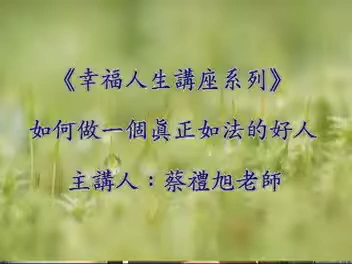 《幸福人生講座系列》
如何做一個真正如法的好人
主講人：蔡禮旭老師